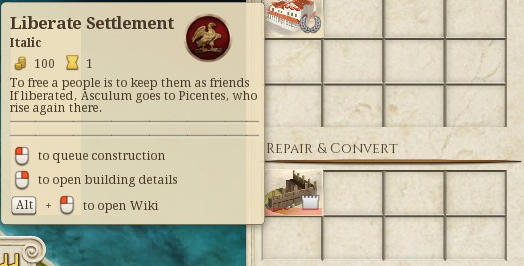 Liberate Settlement
Italic
100 1
To free a people is to keep them as friends
If liberated, Asculum goes to Picentes, who
rise again there.
to queue construction
to open building details
Alt + to open Wiki
REPAIR & CONVERT